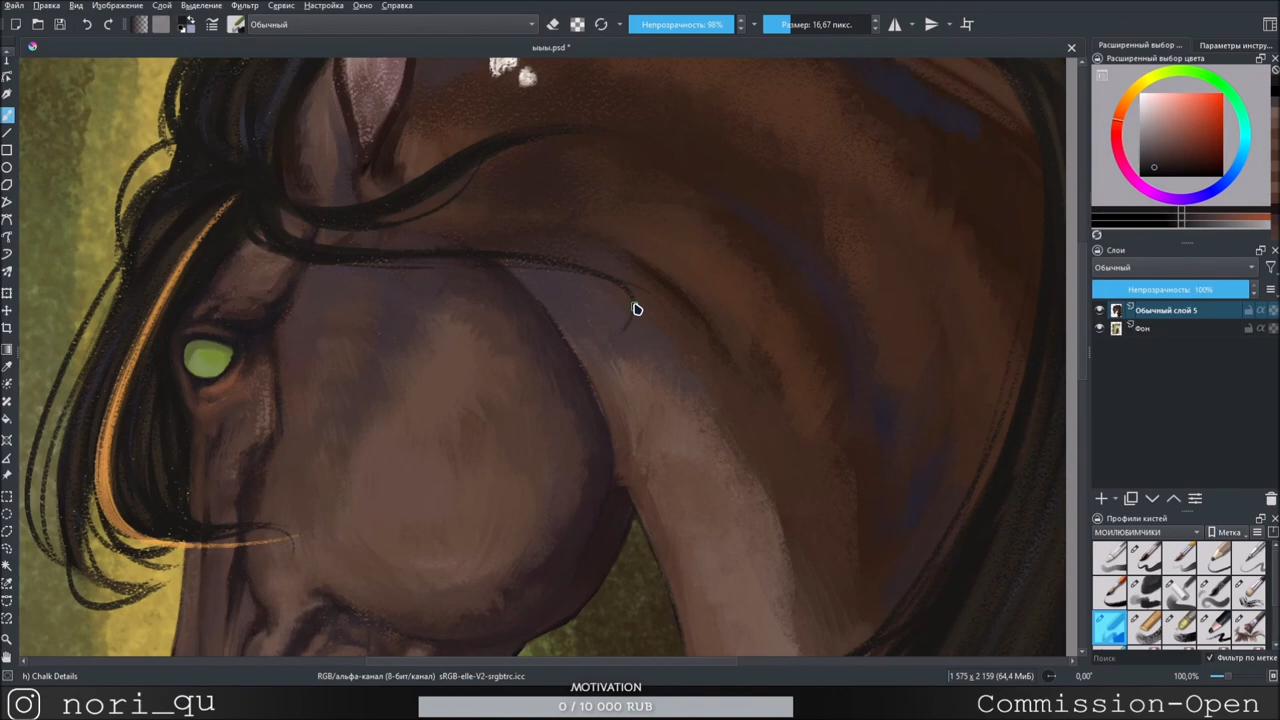 Файл Правка Вид Изображение Слой Выделение Фильтр Сервис Настройка Окно Справка
Обычный
Непрозрачность: 98%
Размер: 16,67 пикс.
ыыы.psd *
Расширенный выбор ...
Параметры инстру...
Расширенный выбор цвета
Слои
Обычный
Непрозрачность: 100%
Обычный слой 5
Фон
Профили кистей
МОИЛЮБИМЧИКИ
Метка
Поиск
Фильтр по метке
h) Chalk Details
RGB/альфа-канал (8-бит/канал) sRGB-elle-V2-srgbtrc.icc
1 575 x 2 159 (64,4 МиБ)
0,00°
100,0%
nori_qu
MOTIVATION
0 / 10 000 RUB
Commission-Open